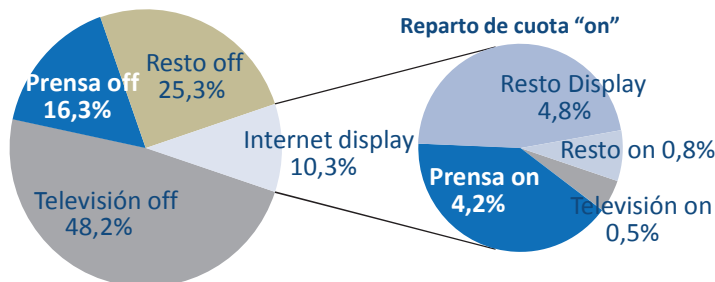 Reparto de cuota “on”
Prensa off
16,3%
Resto off
25,3%
Internet display
10,3%
Televisión off
48,2%
Resto Display
4,8%
Resto on 0,8%
Prensa on
4,2%
Televisión on
0,5%